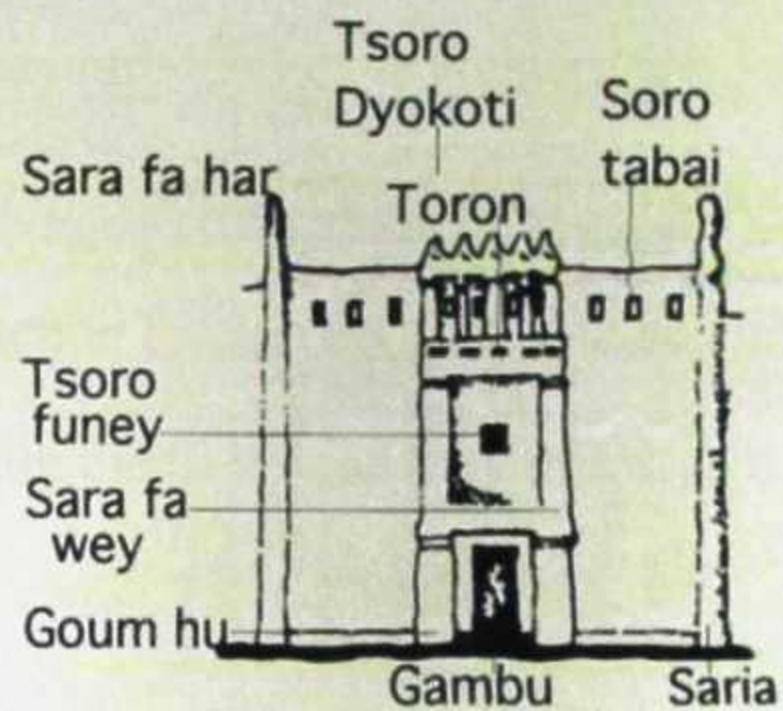 Tsoro
Dyokoti
Soro
tabai
Sara fa har
Toron
Tsoro
funey
Sara fa
wey
Goum hu
Gambu
Saria